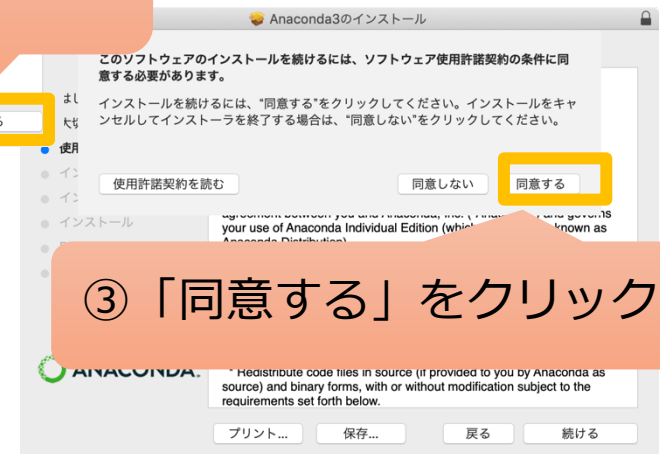 Anaconda3のインストール
このソフトウェアのインストールを続けるには、ソフトウェア使用許諾契約の条件に同
意する必要があります。
インストールを続けるには、“同意する”をクリックしてください。インストールをキャ
ンセルしてインストーラを終了する場合は、“同意しない”をクリックしてください。
使用許諾契約を読む
同意しない
同意する
インストール
agreement between you and Anaconda, Inc. and governs
your use of Anaconda Individual Edition known as
Anaconda Distribution).
③「同意する」をクリック
ANACONDA.
* Redistribute code files in source (if provided to you by Anaconda as
source) and binary forms, with or without modification subject to the
requirements set forth below.
プリント...
保存...
戻る
続ける